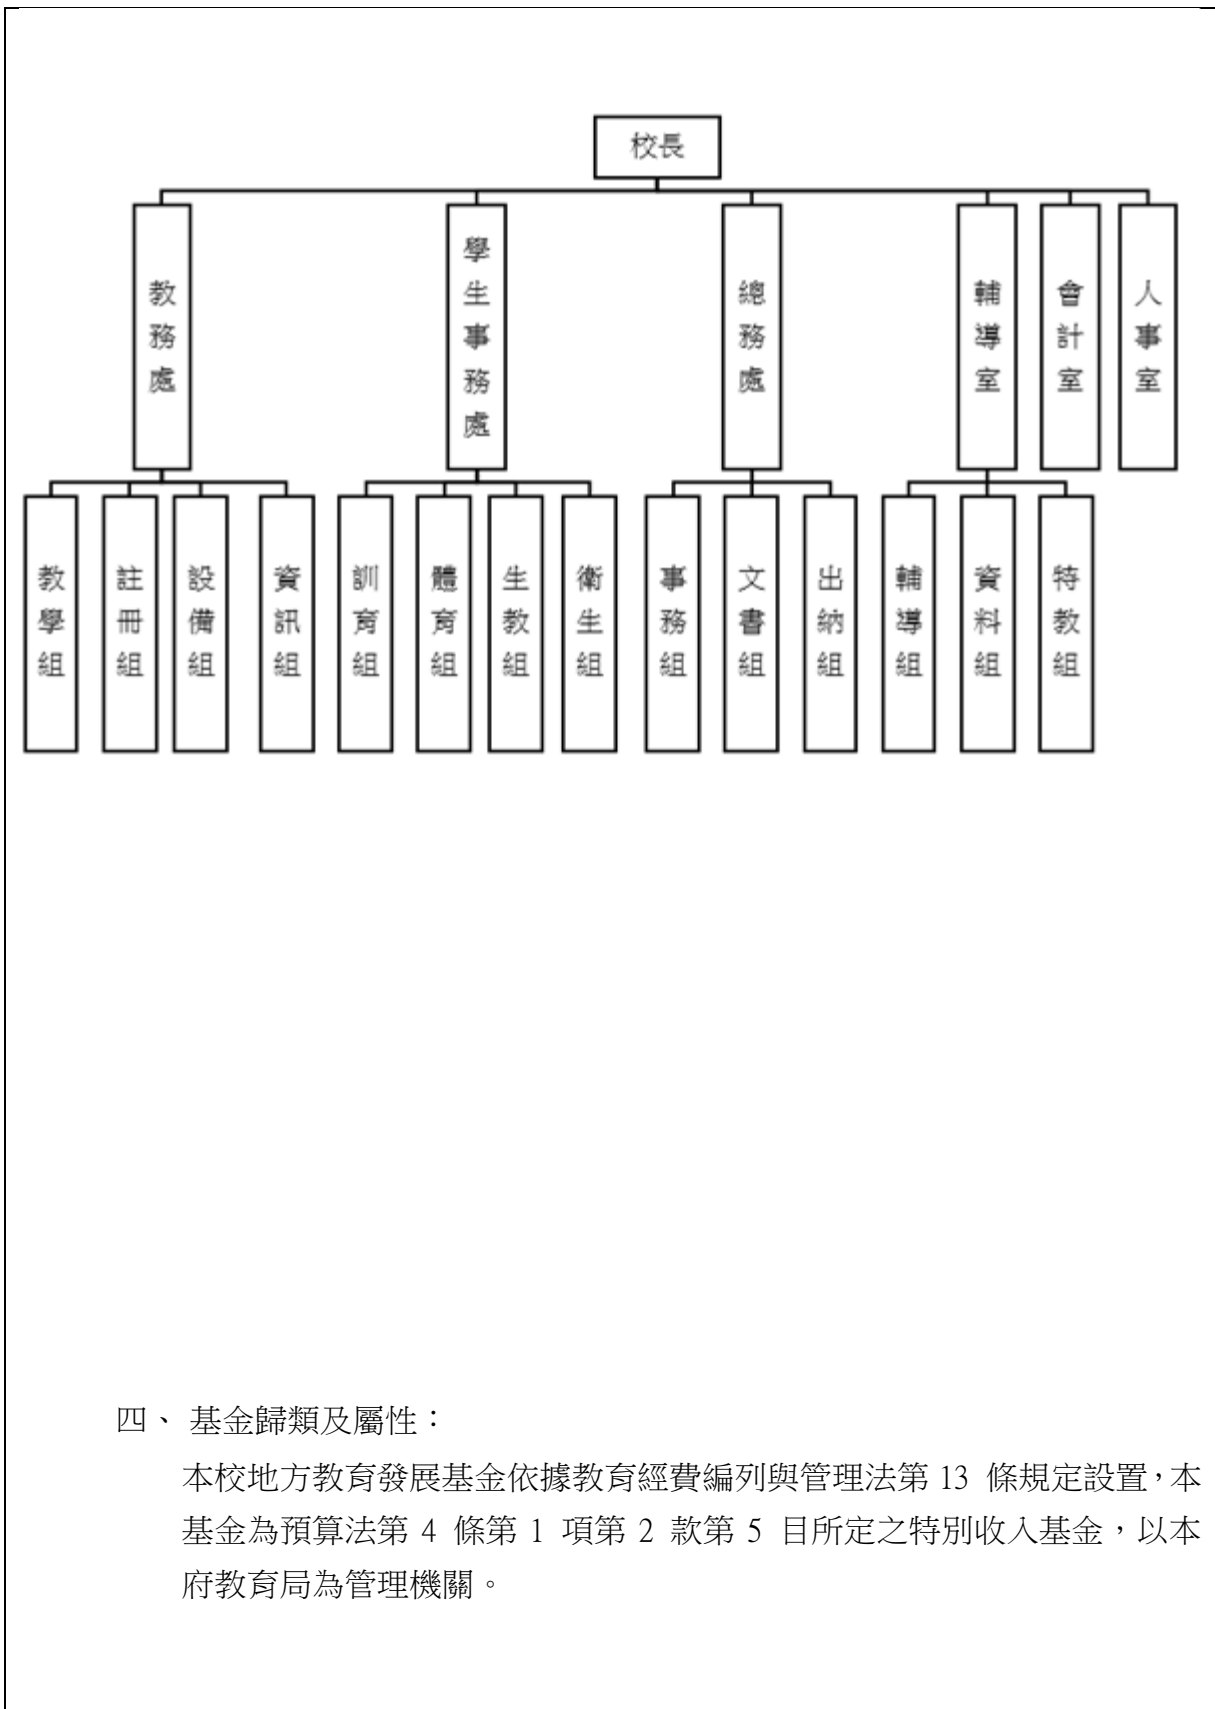 校長
教務處
學生事務處
總務處
輔導室
會計室
人事室
教學組
註冊組
設備組
資訊組
訓育組
體育組
生教組
衛生組
事務組
文書組
出納組
輔導組
資料組
特教組
四、 基金歸類及屬性：
本校地方教育發展基金依據教育經費編列與管理法第 13 條規定設置，本
基金為預算法第 4 條第 1 項第 2 款第 5 目所定之特別收入基金，以本
府教育局為管理機關。